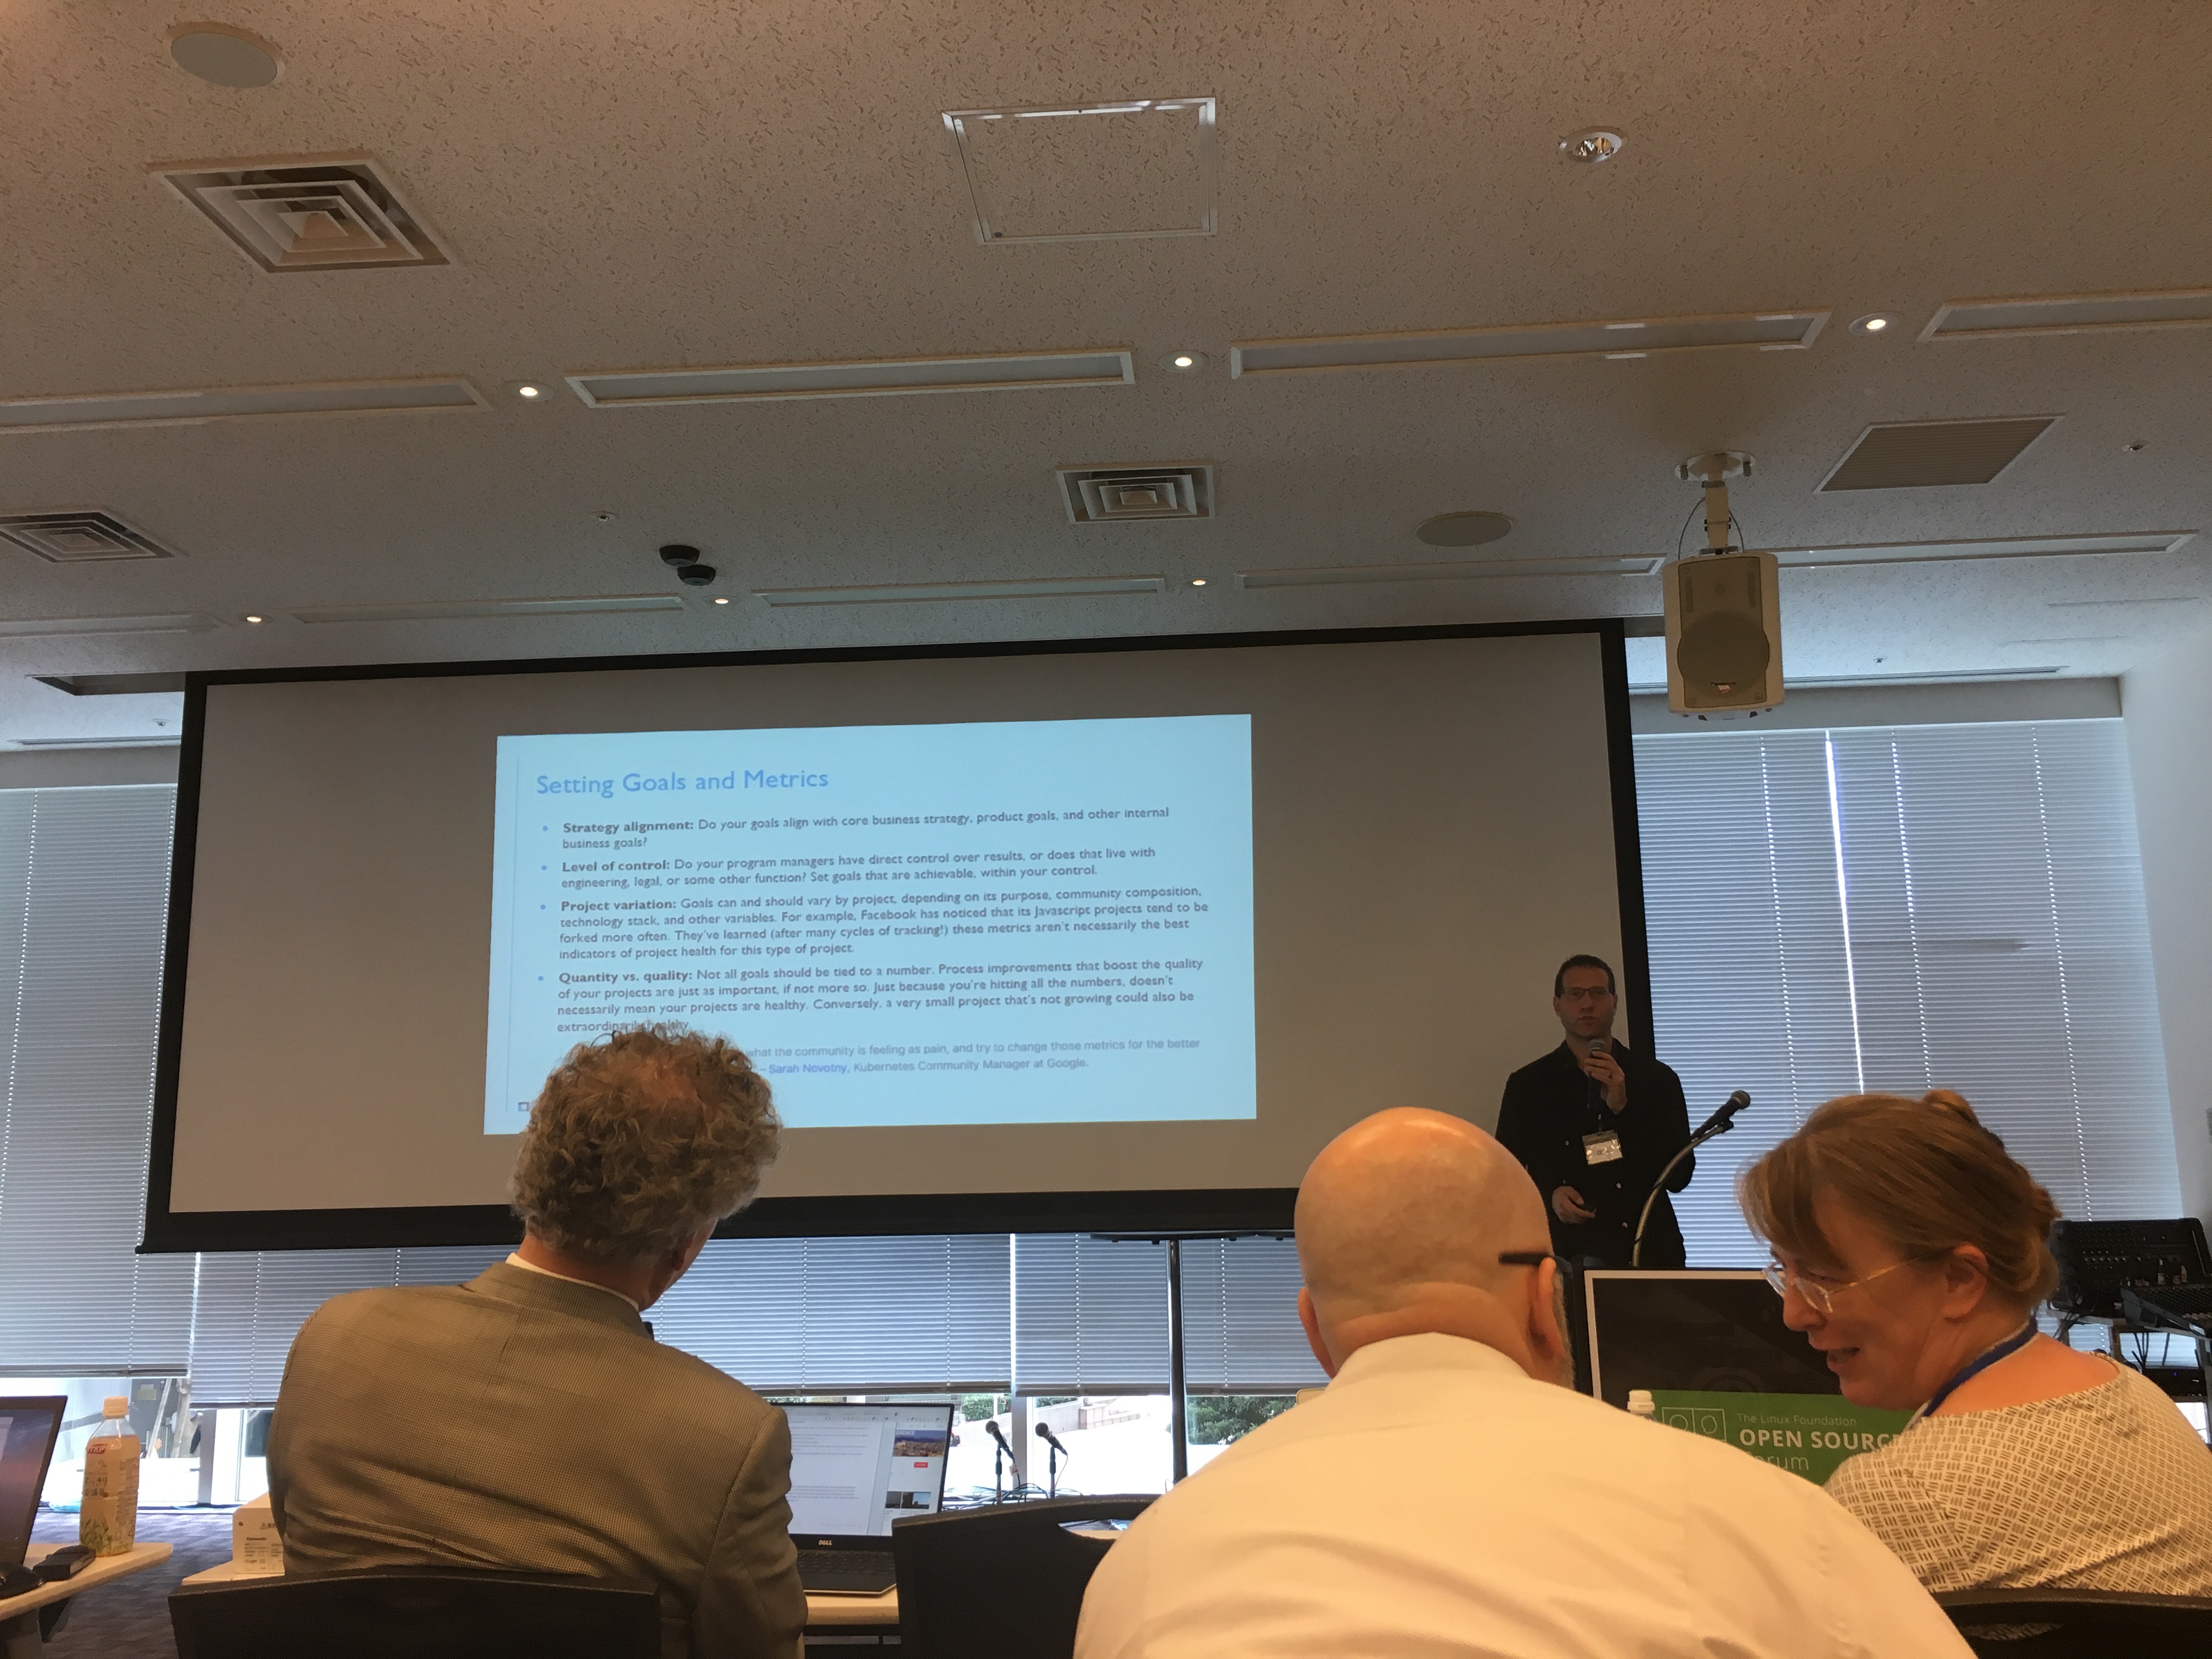 Setting Goals and Metrics
Strategy alignment: Do your goals align with core business strategy, product goals, and other internal
business goals?
Level of control: Do your program managers have direct control over results, or does that live with
engineering, legal, or some other function? Set goals that are achievable, within your control.
Project variation: Goals can and should vary by project, depending on its purpose, community composition,
technology stack, and other variables. For example, Facebook has noticed that its Javascript projects tend to be
forked more often. They've learned (after many cycles of tracking!) these metrics aren't necessarily the best
indicators of project health for this type of project.
Quantity vs. quality: Not all goals should be tied to a number. Process improvements that boost the quality
of your projects are just as important, if not more so. Just because you're hitting all the numbers, doesn't
necessarily mean your projects are healthy. Conversely, a very small project that's not growing could also be
extraordinarily healthy.
what the community is feeling as pain, and try to change those metrics for the better
– Sarah Novotny, Kubernetes Community Manager at Google.
The Linux Foundation
OPEN SOURC
orum
DELL